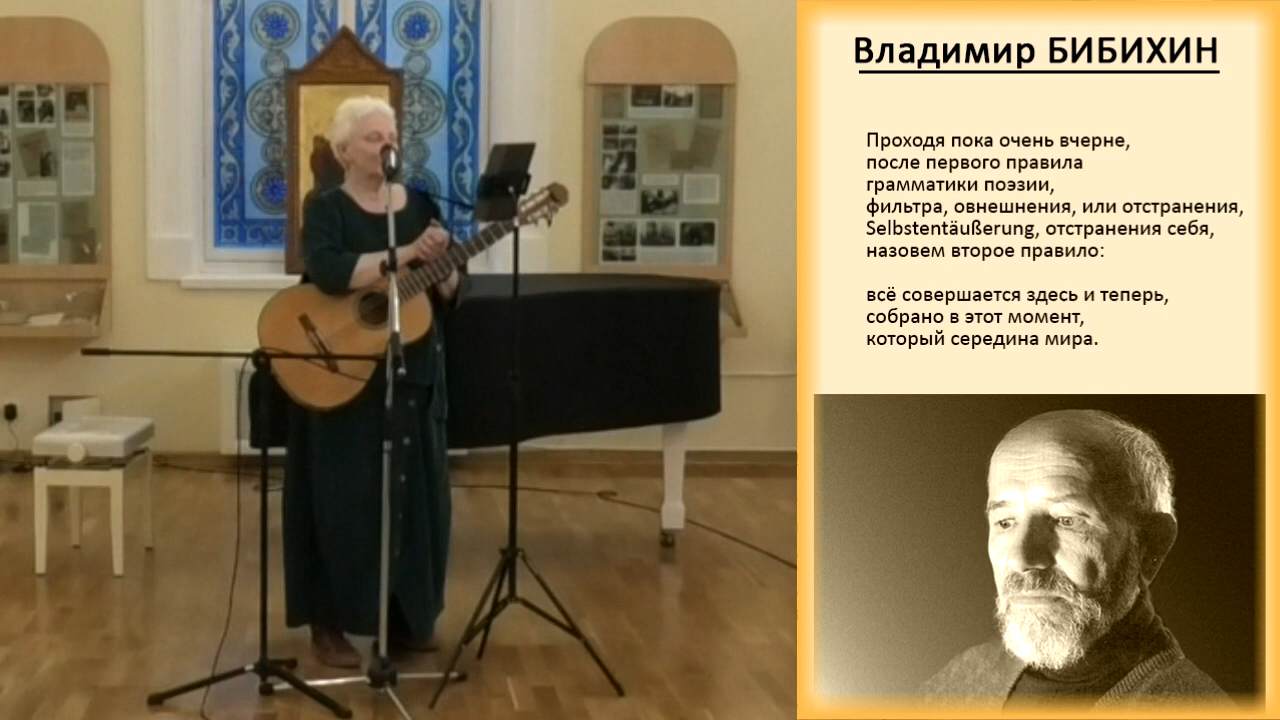 Владимир БИБИХИН
Проходя пока очень вчерне,
после первого правила
грамматики поэзии,
фильтра, овнешнения, или отстранения,
Selbstentäußerung, отстранения себя,
назовем второе правило:
всё совершается здесь и теперь,
собрано в этот момент,
который середина мира.